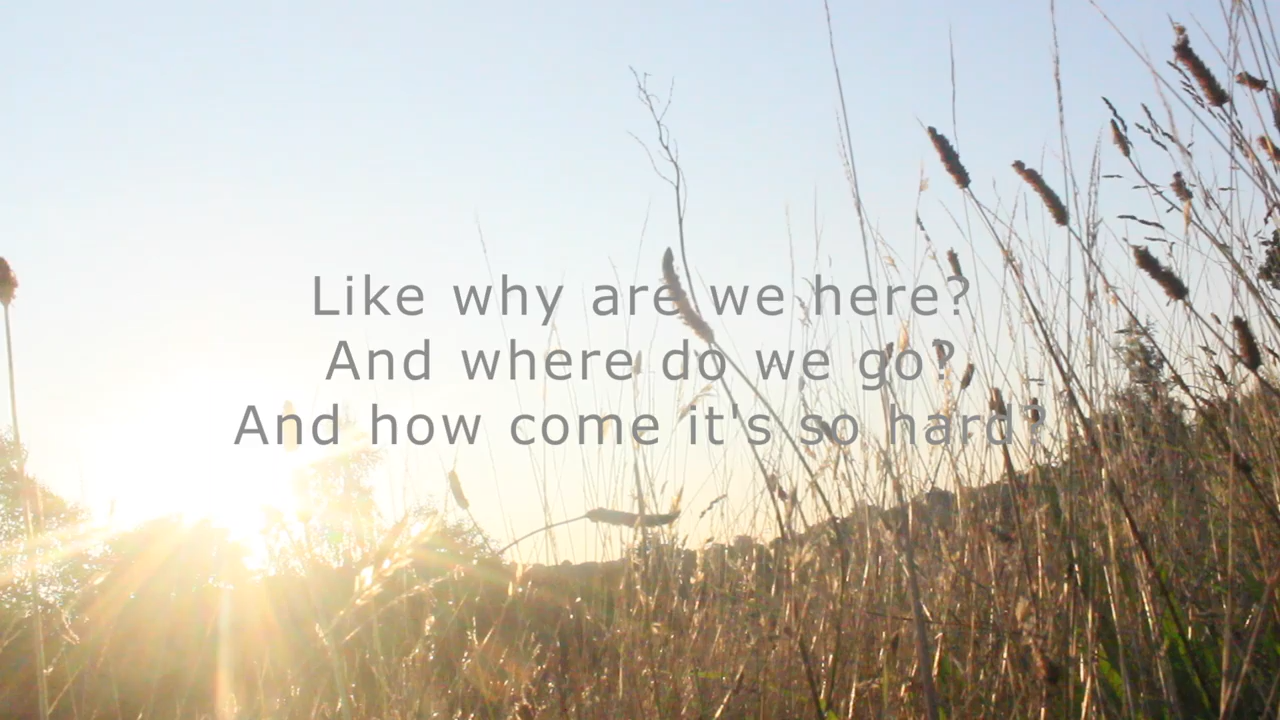 Like why are we here?
And where do we go?
And how come it's so hard?